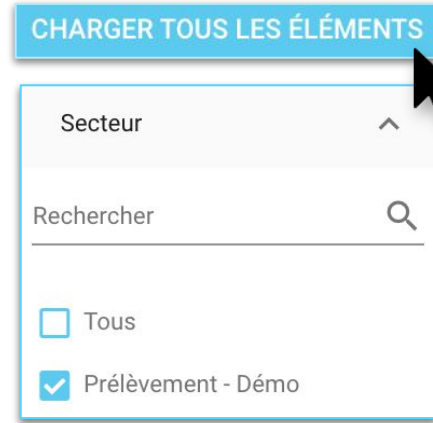 CHARGER TOUS LES ÉLÉMENTS
Secteur
Rechercher
Tous
Prélèvement - Démo